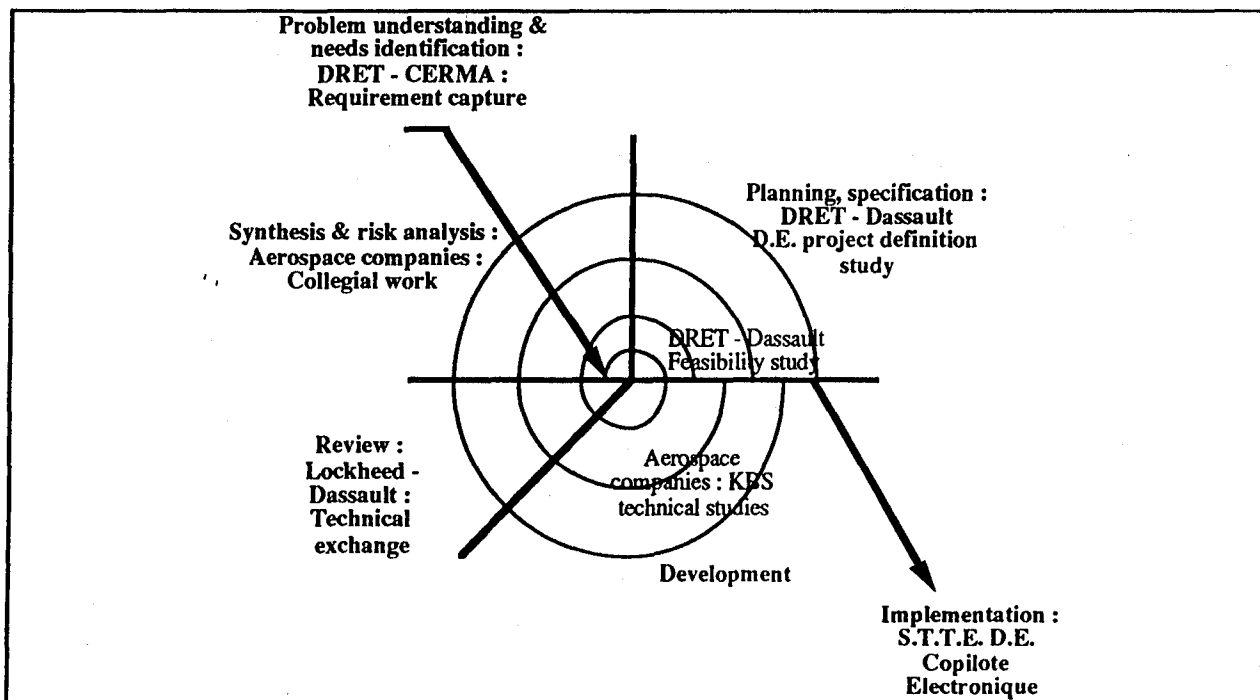 Problem understanding &
needs identification :
DRET - CERMA :
Requirement capture
Planning, specification :
DRET - Dassault
D.E. project definition
study
Synthesis & risk analysis :
Aerospace companies :
Collegial work
DRET - Dassault
Feasibility study
Review :
Lockheed -
Dassault :
Technical
exchange
Aerospace
companies : KBS
technical studies
Development
Implementation :
S.T.T.E. D.E.
Copilote
Electronique